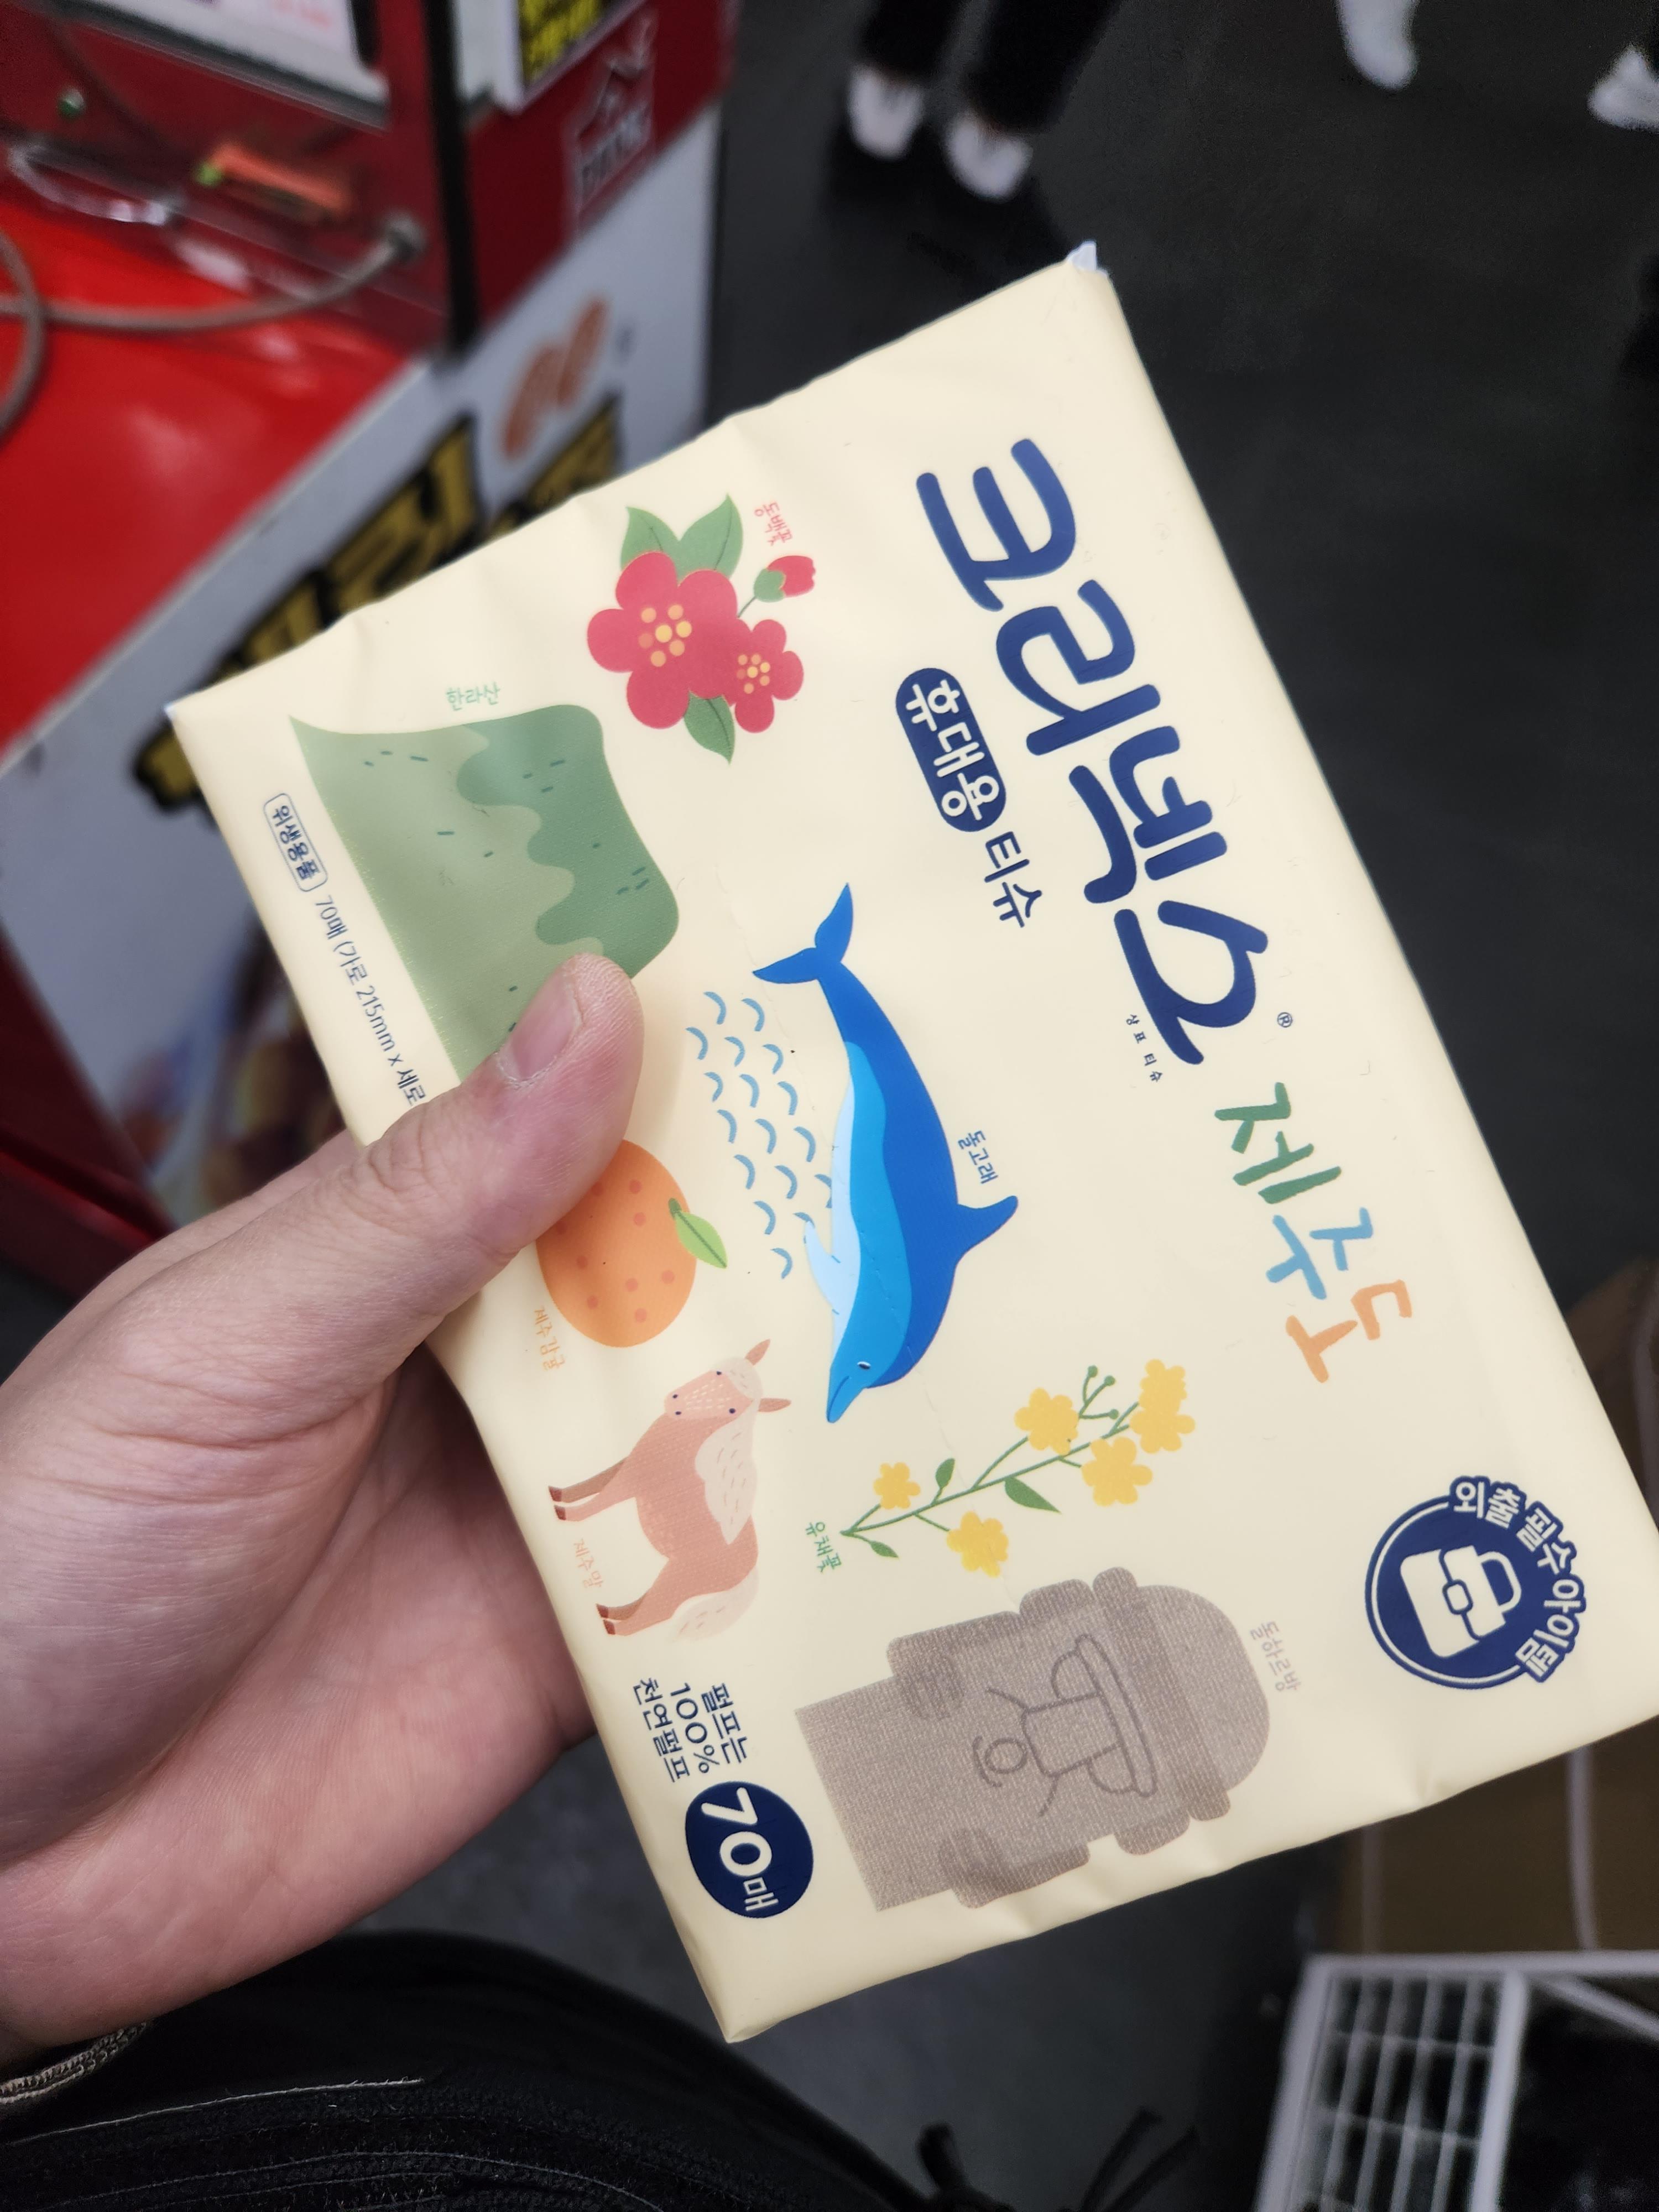 크리넥스®
상표 티슈
제주도
휴대용 티슈
외출 필수 아이템
동백꽃
한라산
돌고래
제주감귤
제주말
유채꽃
돌하르방
펄프는
100%
천연펄프
70매
위생용품 70매 (가로 215mm x 세로